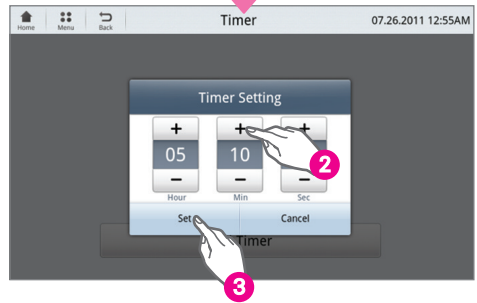 Home Menu Back Timer 07.26.2011 12:55AM
Timer Setting
+ + +
05 10
2
− − −
Hour Min Sec
Set Cancel
Timer
3